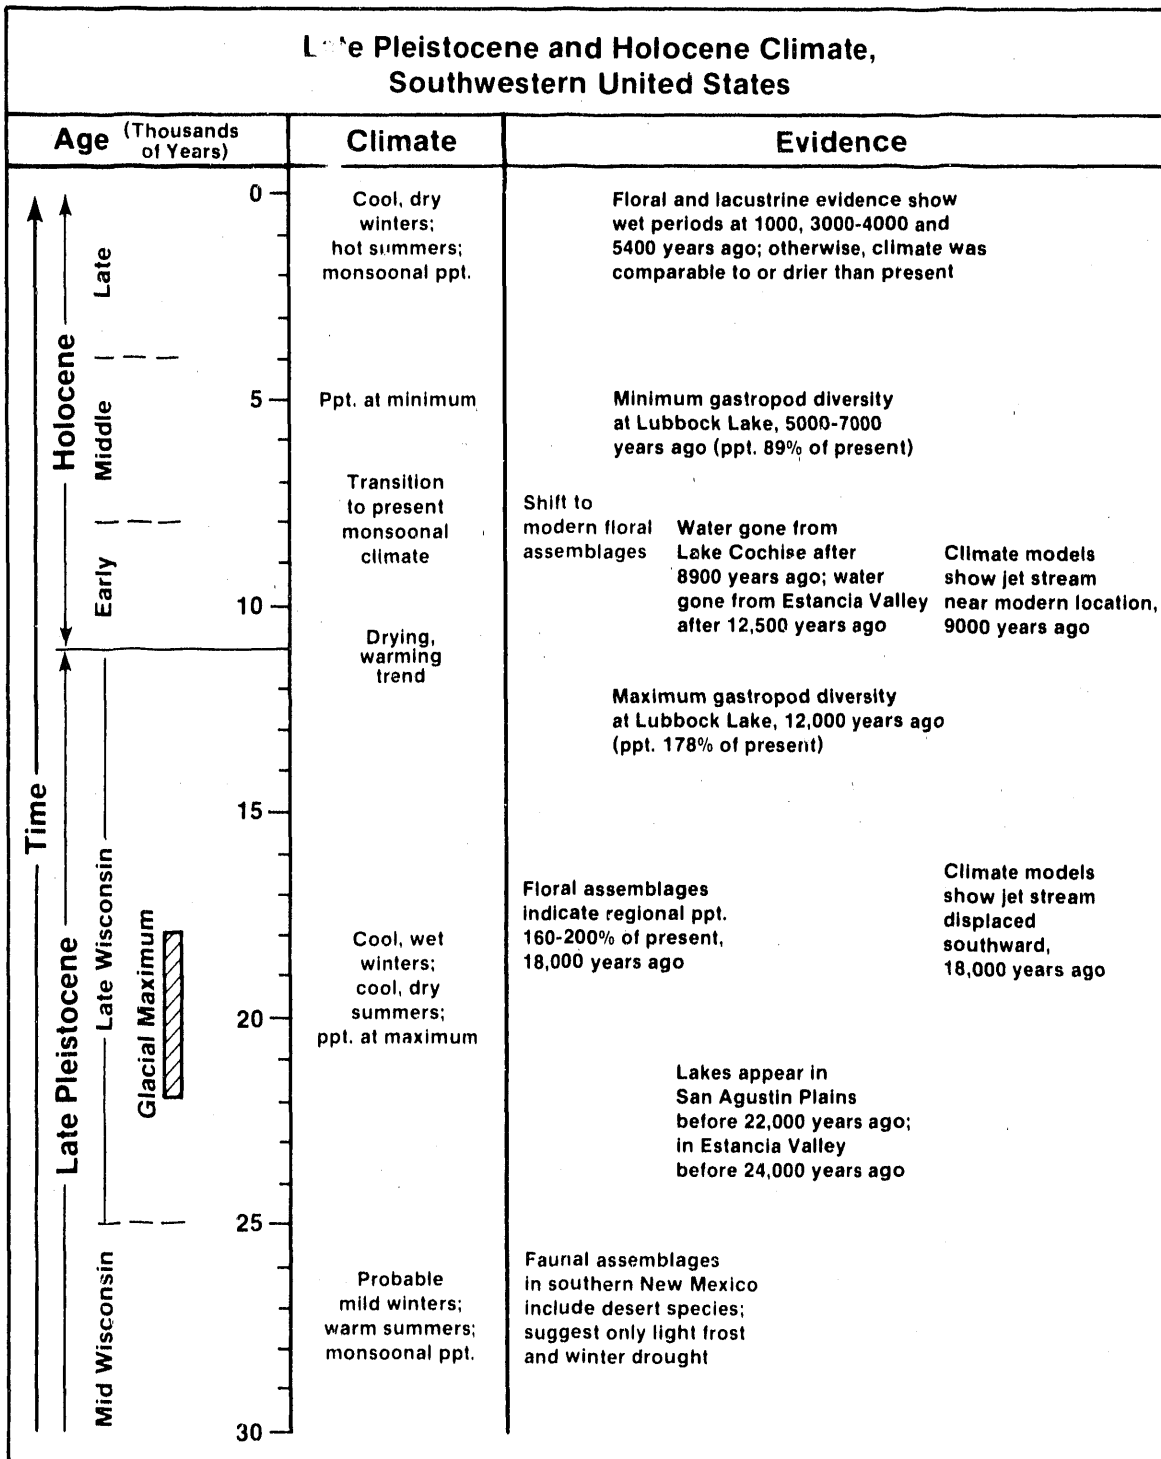 Late Pleistocene and Holocene Climate,
Southwestern United States
Age (Thousands
of Years)
Climate
Evidence
Time
Holocene
Late
Middle
Early
Late Pleistocene
Late Wisconsin
Glacial Maximum
Mid Wisconsin
0
5
10
15
20
25
30
Cool, dry
winters;
hot summers;
monsoonal ppt.
Ppt. at minimum
Transition
to present
monsoonal
climate
Drying,
warming
trend
Cool, wet
winters;
cool, dry
summers;
ppt. at maximum
Probable
mild winters;
warm summers;
monsoonal ppt.
Floral and lacustrine evidence show
wet periods at 1000, 3000-4000 and
5400 years ago; otherwise, climate was
comparable to or drier than present
Minimum gastropod diversity
at Lubbock Lake, 5000-7000
years ago (ppt. 89% of present)
Shift to
modern floral
assemblages
Water gone from
Lake Cochise after
8900 years ago; water
gone from Estancia Valley
after 12,500 years ago
Climate models
show jet stream
near modern location,
9000 years ago
Maximum gastropod diversity
at Lubbock Lake, 12,000 years ago
(ppt. 178% of present)
Floral assemblages
indicate regional ppt.
160-200% of present,
18,000 years ago
Climate models
show jet stream
displaced
southward,
18,000 years ago
Lakes appear in
San Agustin Plains
before 22,000 years ago;
in Estancia Valley
before 24,000 years ago
Faunal assemblages
in southern New Mexico
include desert species;
suggest only light frost
and winter drought